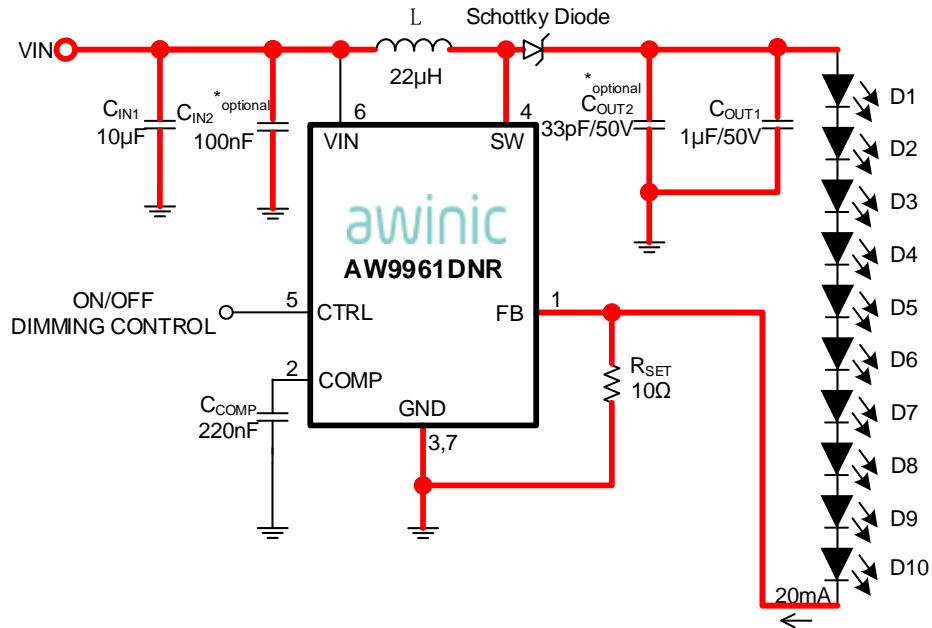 L
Schottky Diode
VIN
22µH
CIN1
10µF
CIN2
*optional
100nF
*optional
COUT2
33pF/50V
COUT1
1µF/50V
6
4
VIN
SW
awinic
AW9961DNR
ON/OFF
DIMMING CONTROL
5
CTRL
FB
1
2
COMP
CCOMP
220nF
GND
3,7
RSET
10Ω
D1
D2
D3
D4
D5
D6
D7
D8
D9
D10
20mA